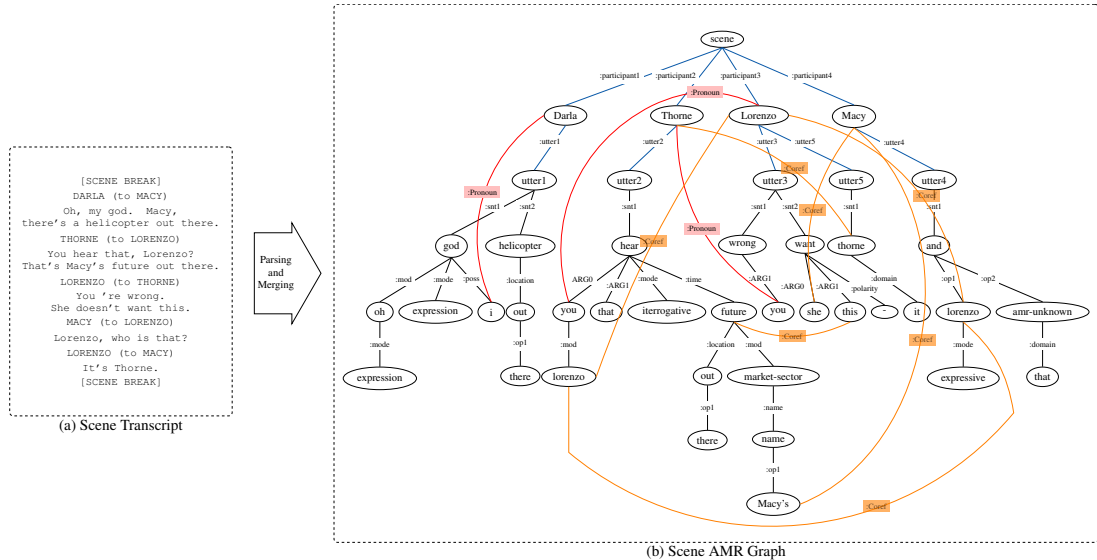 [SCENE BREAK]
DARLA (to MACY)
Oh, my god. Macy,
there's a helicopter out there.
THORNE (to LORENZO)
You hear that, Lorenzo?
That's Macy's future out there.
LORENZO (to THORNE)
You 're wrong.
She doesn't want this.
MACY (to LORENZO)
Lorenzo, who is that?
LORENZO (to MACY)
It's Thorne.
[SCENE BREAK]
(a) Scene Transcript
Parsing
and
Merging
scene
:participant1 :participant2 :participant3 :participant4
:Pronoun
Darla Thorne Lorenzo Macy
:utter1 :utter2 :utter3 :utter5 :utter4
:Coref
utter1 utter2 utter3 utter5 utter4
:Pronoun :Coref
:snt1 :snt2 :snt1 :snt1 :snt2 :Coref :snt1 :snt1
:Pronoun
god helicopter hear :Coref wrong want thorne and
:mod :mode :poss :location ARG0 :ARG1 :mode :time :ARG1 :ARG0 :ARG1 :polarity :domain :op1 :op2
oh expression i out you that iterrogative future you she this - it lorenzo amr-unknown
:Coref :Coref
:mode :op1 :mod :location :mod :mode :domain
expression there lorenzo out market-sector expressive that
:op1 :name
there name
:op1
Macy's
:Coref
(b) Scene AMR Graph